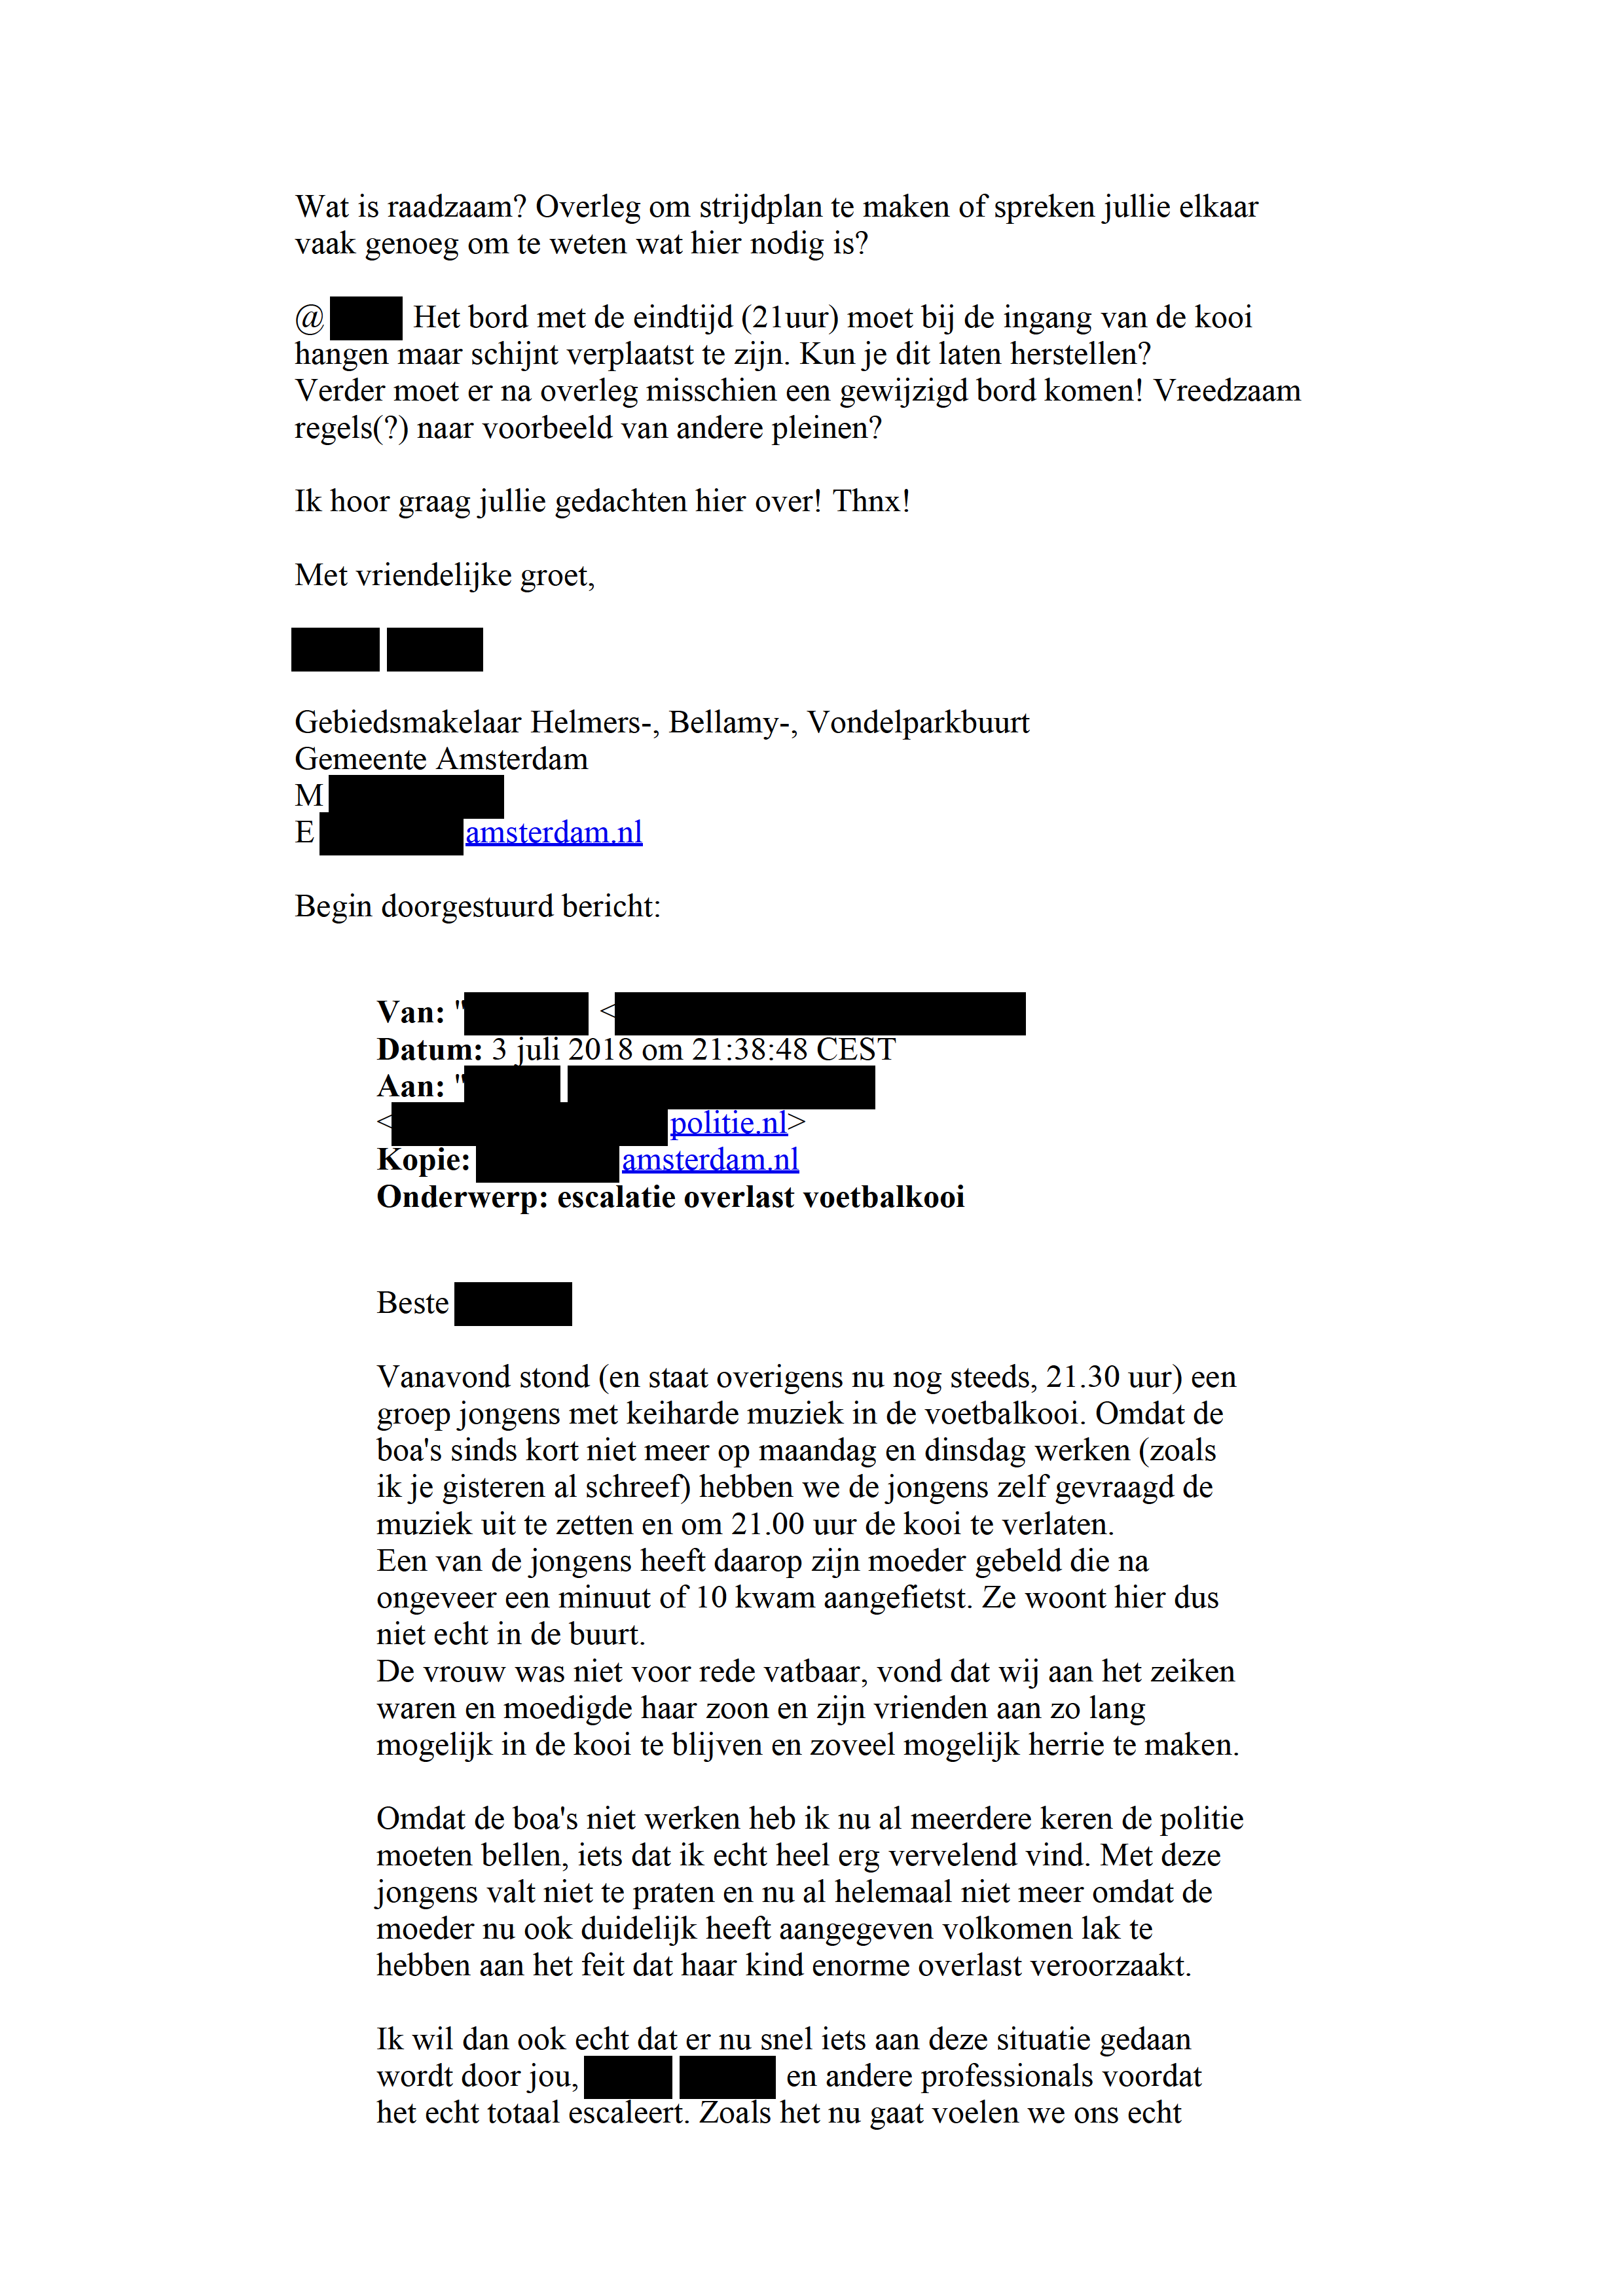 Wat is raadzaam? Overleg om strijdplan te maken of spreken jullie elkaar
vaak genoeg om te weten wat hier nodig is?
@ Het bord met de eindtijd (21uur) moet bij de ingang van de kooi
hangen maar schijnt verplaatst te zijn. Kun je dit laten herstellen?
Verder moet er na overleg misschien een gewijzigd bord komen! Vreedzaam
regels(?) naar voorbeeld van andere pleinen?
Ik hoor graag jullie gedachten hier over! Thnx!
Met vriendelijke groet,
Gebiedsmakelaar Helmers-, Bellamy-, Vondelparkbuurt
Gemeente Amsterdam
M
E amsterdam.nl
Begin doorgestuurd bericht:
Van: " <
Datum: 3 juli 2018 om 21:38:48 CEST
Aan: "
< politie.nl>
Kopie: amsterdam.nl
Onderwerp: escalatie overlast voetbalkooi
Beste
Vanavond stond (en staat overigens nu nog steeds, 21.30 uur) een
groep jongens met keiharde muziek in de voetbalkooi. Omdat de
boa's sinds kort niet meer op maandag en dinsdag werken (zoals
ik je gisteren al schreef) hebben we de jongens zelf gevraagd de
muziek uit te zetten en om 21.00 uur de kooi te verlaten.
Een van de jongens heeft daarop zijn moeder gebeld die na
ongeveer een minuut of 10 kwam aangefietst. Ze woont hier dus
niet echt in de buurt.
De vrouw was niet voor rede vatbaar, vond dat wij aan het zeiken
waren en moedigde haar zoon en zijn vrienden aan zo lang
mogelijk in de kooi te blijven en zoveel mogelijk herrie te maken.
Omdat de boa's niet werken heb ik nu al meerdere keren de politie
moeten bellen, iets dat ik echt heel erg vervelend vind. Met deze
jongens valt niet te praten en nu al helemaal niet meer omdat de
moeder nu ook duidelijk heeft aangegeven volkomen lak te
hebben aan het feit dat haar kind enorme overlast veroorzaakt.
Ik wil dan ook echt dat er nu snel iets aan deze situatie gedaan
wordt door jou, en andere professionals voordat
het echt totaal escaleert. Zoals het nu gaat voelen we ons echt